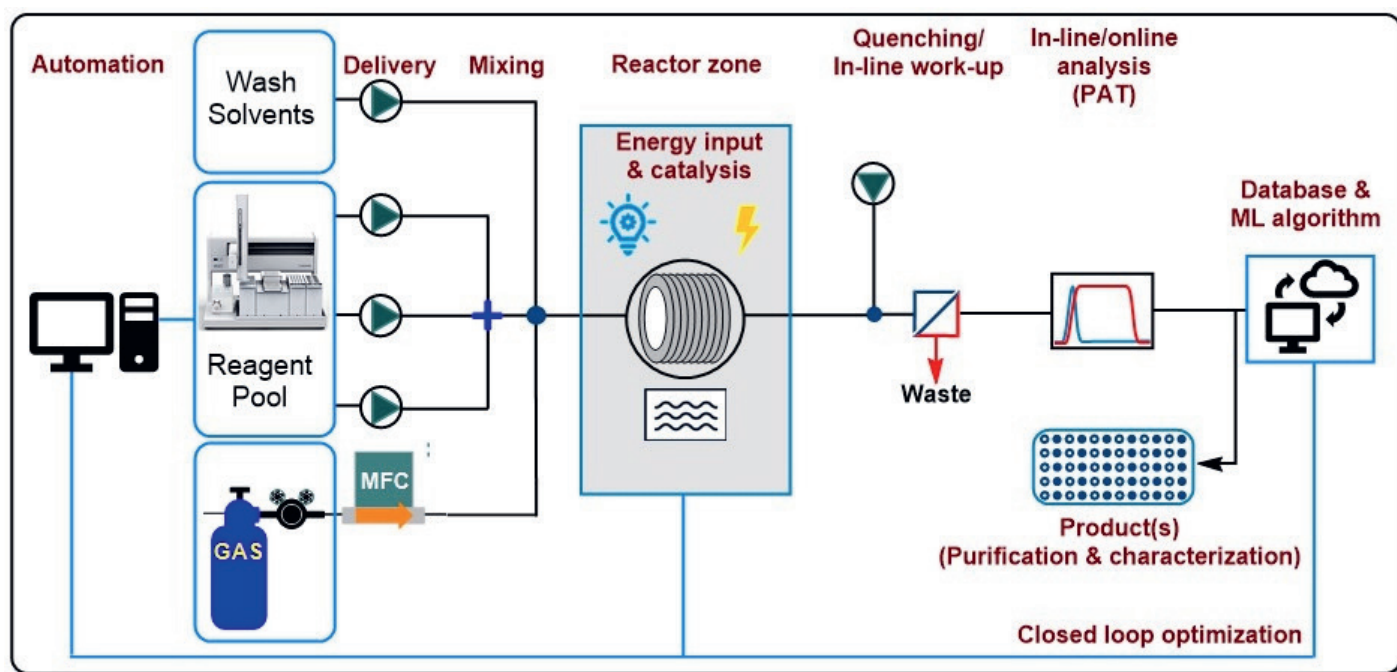 Automation
Wash
Solvents
Delivery
Mixing
Reactor zone
Quenching/
In-line work-up
In-line/online
analysis
(PAT)
Energy input
& catalysis
Database &
ML algorithm
Reagent
Pool
Waste
MFC
GAS
Product(s)
(Purification & characterization)
Closed loop optimization